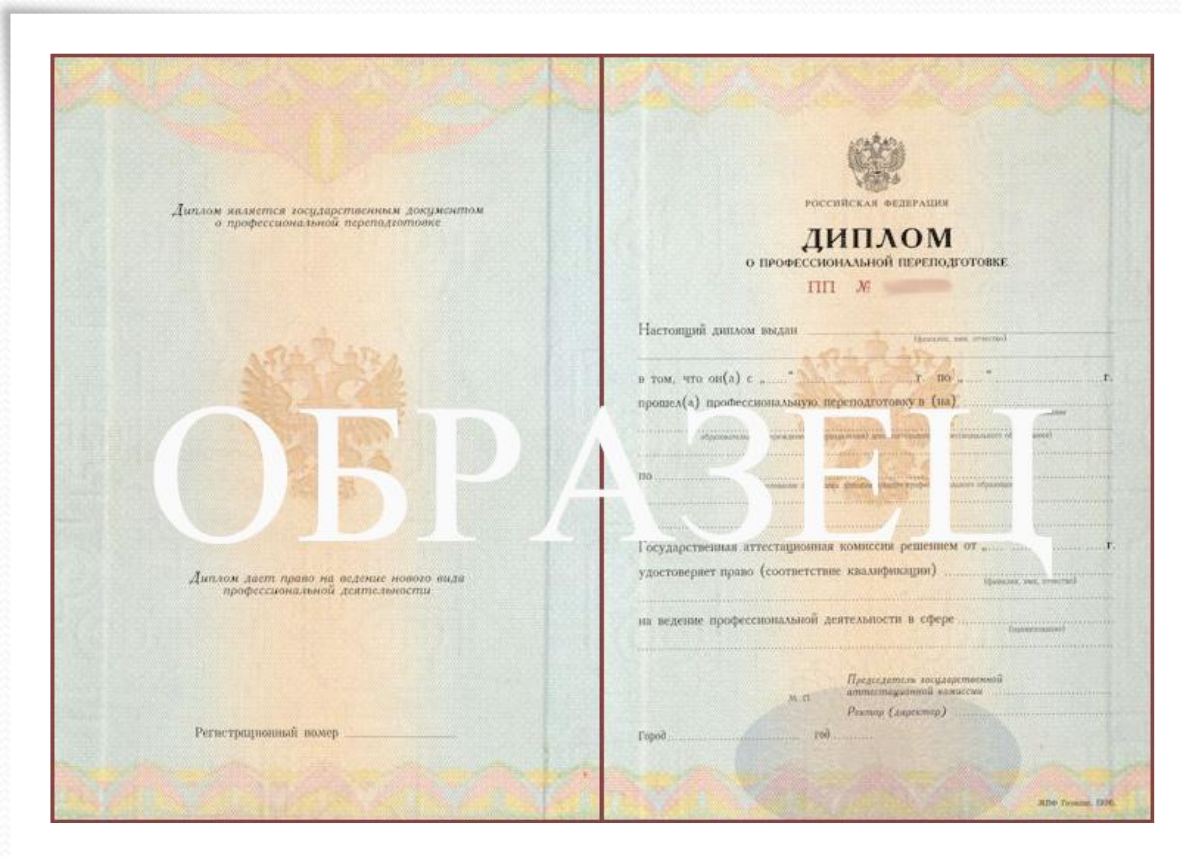 Диплом является государственным документом
о профессиональной переподготовке
Диплом дает право на ведение нового вида
профессиональной деятельности
Регистрационный номер
РОССИЙСКАЯ ФЕДЕРАЦИЯ
ДИПЛОМ
О ПРОФЕССИОНАЛЬНОЙ ПЕРЕПОДГОТОВКЕ
ПП №
Настоящий диплом выдан
(фамилия, имя, отчество)
в том, что он(а) с „ “ г. по „ “ г.
прошел(а) профессиональную переподготовку в (на)
по
Государственная аттестационная комиссия решением от „ г.
удостоверяет право (соответствие квалификации)
(фамилия, имя, отчество)
на ведение профессиональной деятельности в сфере
(наименование)
Председатель государственной
аттестационной комиссии
М. П.
Ректор (директор)
Город год
ОБРАЗЕЦ